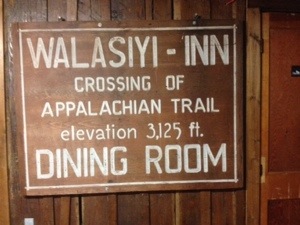 WALASIYI-INN
CROSSING OF
APPALACHIAN TRAIL
elevation 3,125 ft.
DINING ROOM